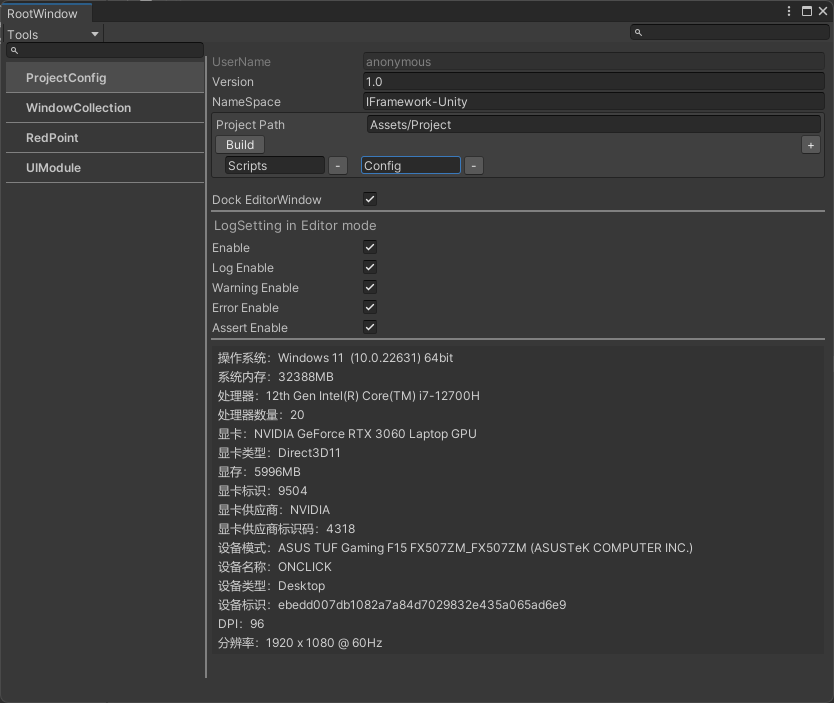 RootWindow
Tools
ProjectConfig
WindowCollection
RedPoint
UIModule
UserName anonymous
Version 1.0
NameSpace IFramework-Unity
Project Path Assets/Project
Build +
Scripts - Config -
Dock EditorWindow
LogSetting in Editor mode
Enable
Log Enable
Warning Enable
Error Enable
Assert Enable
操作系统：Windows 11  (10.0.22631) 64bit
系统内存：32388MB
处理器：12th Gen Intel(R) Core(TM) i7-12700H
处理器数量：20
显卡：NVIDIA GeForce RTX 3060 Laptop GPU
显卡类型：Direct3D11
显存：5996MB
显卡标识：9504
显卡供应商：NVIDIA
显卡供应商标识码：4318
设备模式：ASUS TUF Gaming F15 FX507ZM_FX507ZM (ASUSTeK COMPUTER INC.)
设备名称：ONCLICK
设备类型：Desktop
设备标识：ebedd007db1082a7a84d7029832e435a065ad6e9
DPI：96
分辨率：1920 x 1080 @ 60Hz